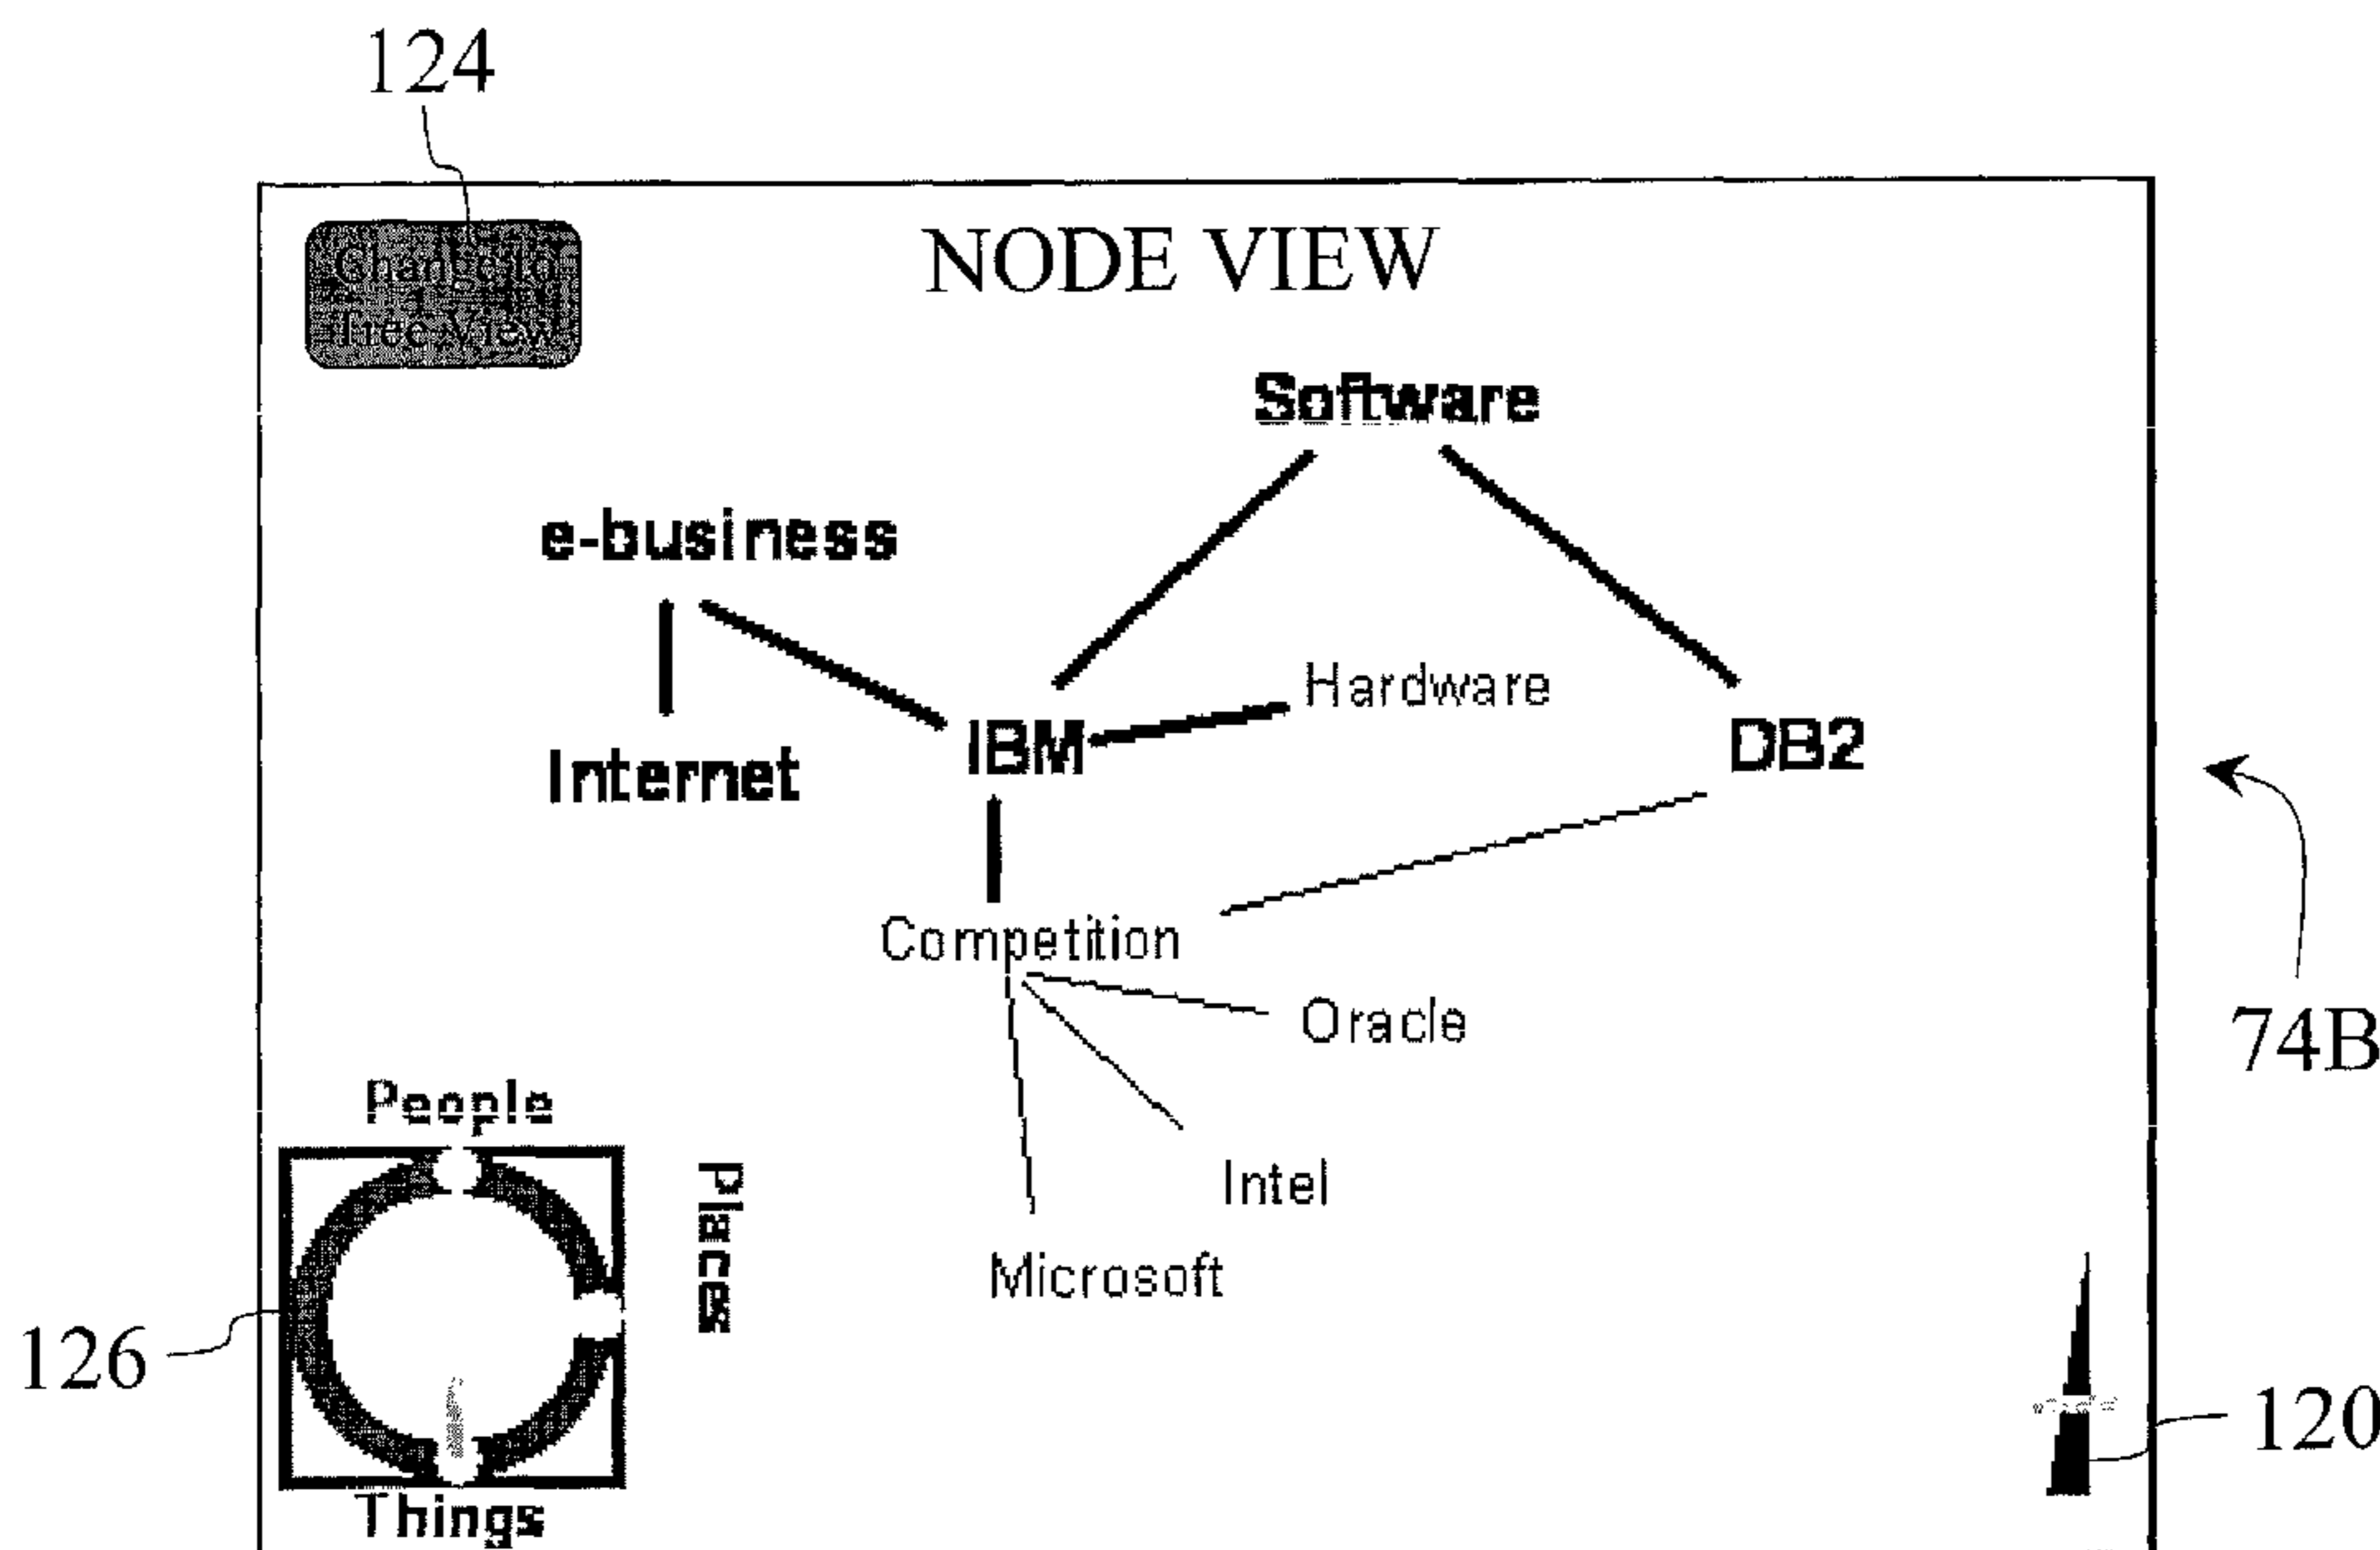 124
Change to
Tree View
NODE VIEW
Software
e-business
Hardware
IBM
DB2
Internet
Competition
Oracle
74B
People
Places
Intel
Microsoft
126
120
Things